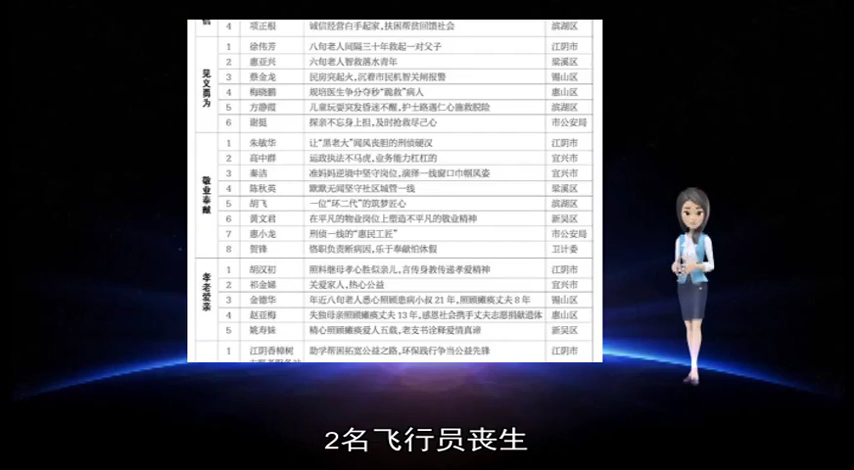 4 项正根 诚信经营白手起家,扶困帮贫回馈社会 滨湖区
见义勇为
1 徐伟芳 八旬老人间隔三十年救起一对父子 江阴市
2 惠亚兴 六旬老人智救落水青年 梁溪区
3 蔡金龙 民房突起火,沉着市民机智关闸报警 锡山区
4 梅晓鹏 规培医生争分夺秒“跪救”病人 惠山区
5 方静霞 儿童玩耍突发昏迷不醒,护士路遇仁心施救脱险 滨湖区
6 谢挺 探亲不忘身上担,及时抢救尽己心 市公安局
敬业奉献
1 朱敏华 让“黑老大”闻风丧胆的刑侦硬汉 江阴市
2 高中群 运政执法不马虎,业务能力杠杠的 宜兴市
3 秦洁 准妈妈逆境中坚守岗位,演绎一线窗口巾帼风姿 宜兴市
4 陈秋英 默默无闻坚守社区城管一线 梁溪区
5 胡飞 一位“环二代”的筑梦匠心 滨湖区
6 黄文君 在平凡的物业岗位上塑造不平凡的敬业精神 新吴区
7 惠小龙 刑侦一线的“惠民工匠” 市公安局
8 贺锋 恪职负责断病因,乐于奉献怕休假 卫计委
孝老爱亲
1 胡汉初 照料继母孝心胜似亲儿,言传身教传递孝爱精神 江阴市
2 祁金娣 关爱家人,热心公益 宜兴市
3 金德华 年近八旬老人悉心照顾患病小叔21年,照顾瘫痪丈夫8年 锡山区
4 赵亚梅 失独母亲照顾瘫痪丈夫13年,感恩社会携手丈夫志愿捐献遗体 惠山区
5 姚寿妹 精心照顾瘫痪爱人五载,老支书诠释爱情真谛 新吴区
1 江阴香樟树 助学帮困拓宽公益之路,环保践行争当公益先锋 江阴市
2名飞行员丧生